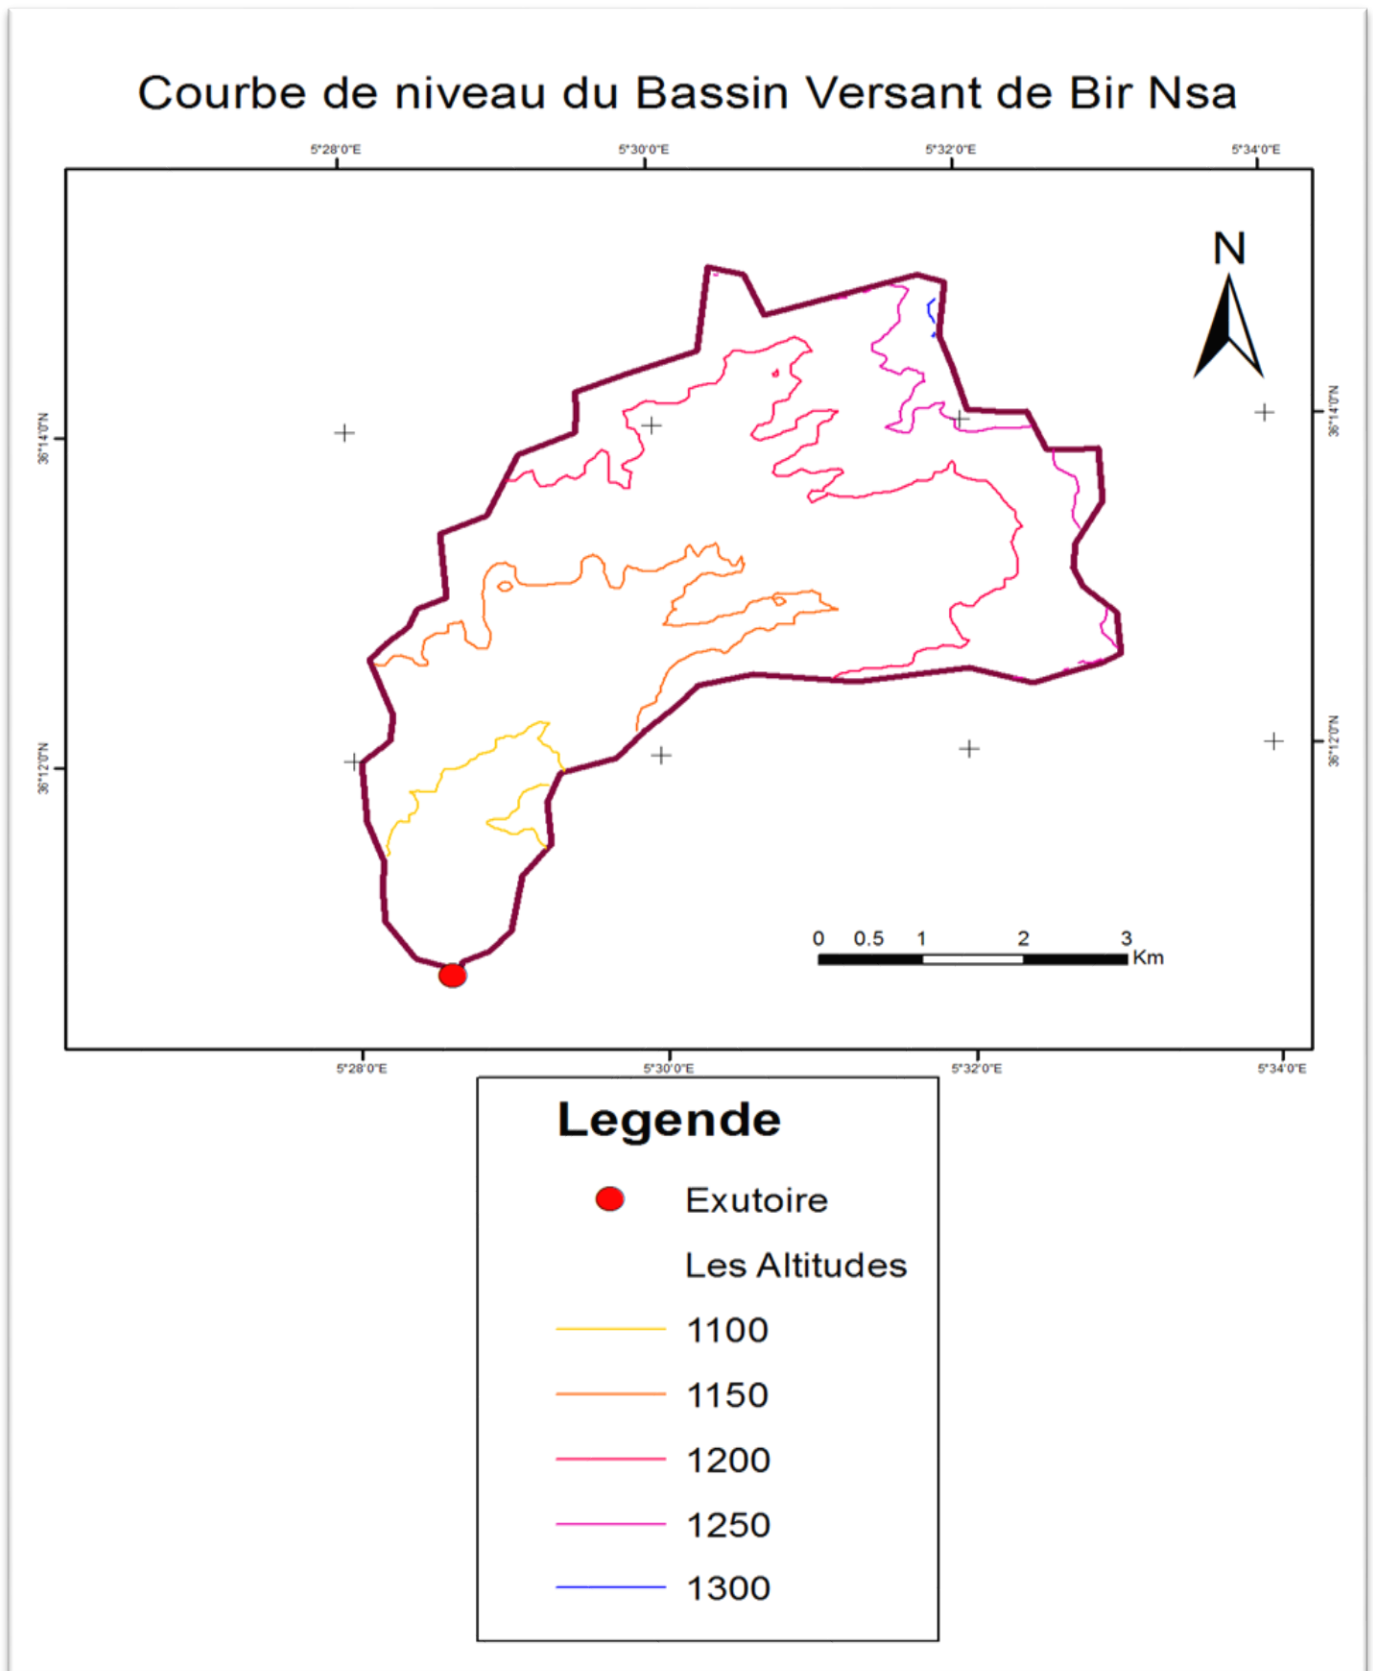 Courbe de niveau du Bassin Versant de Bir Nsa
5°28'0"E 5°30'0"E 5°32'0"E 5°34'0"E
N
36°14'0"N 36°14'0"N
36°12'0"N 36°12'0"N
0 0.5 1 2 3
Km
5°28'0"E 5°30'0"E 5°32'0"E 5°34'0"E
Legende
Exutoire
Les Altitudes
1100
1150
1200
1250
1300